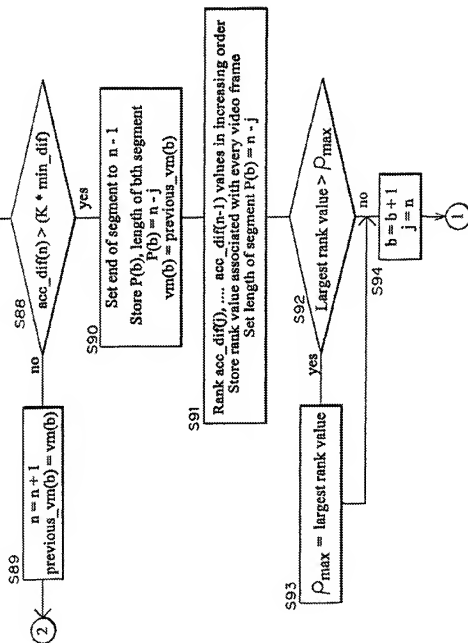 S88
acc_dif(n) > (K * min_dif)
no
yes
S89
n = n + 1
previous_vm(b) = vm(b)
2
S90
Set end of segment to n - 1
Store P(b), length of bth segment
P(b) = n - j
vm(b) = previous_vm(b)
S91
Rank acc_dif(j), .... acc_dif(n-1) values in increasing order
Store rank value associated with every video frame
Set length of segment P(b) = n - j
S92
Largest rank value > ρmax
yes
no
S93
ρmax = largest rank value
S94
b = b + 1
j = n
1